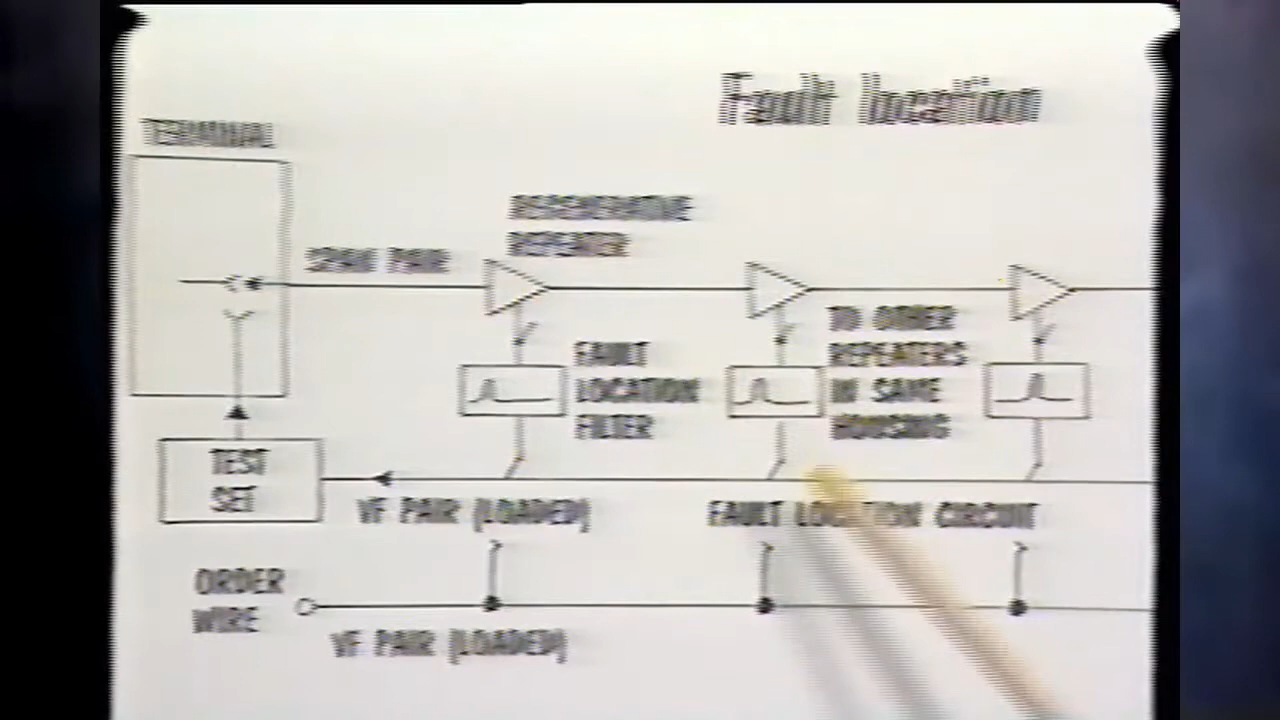 Fault location
TERMINAL
REGENERATIVE
REPEATER
SPAN PAIR
TO OTHER
REPEATERS
IN SAME
HOUSING
FAULT
LOCATION
FILTER
TEST
SET
VF PAIR (LOADED)
FAULT LOCATION CIRCUIT
ORDER
WIRE
VF PAIR (LOADED)